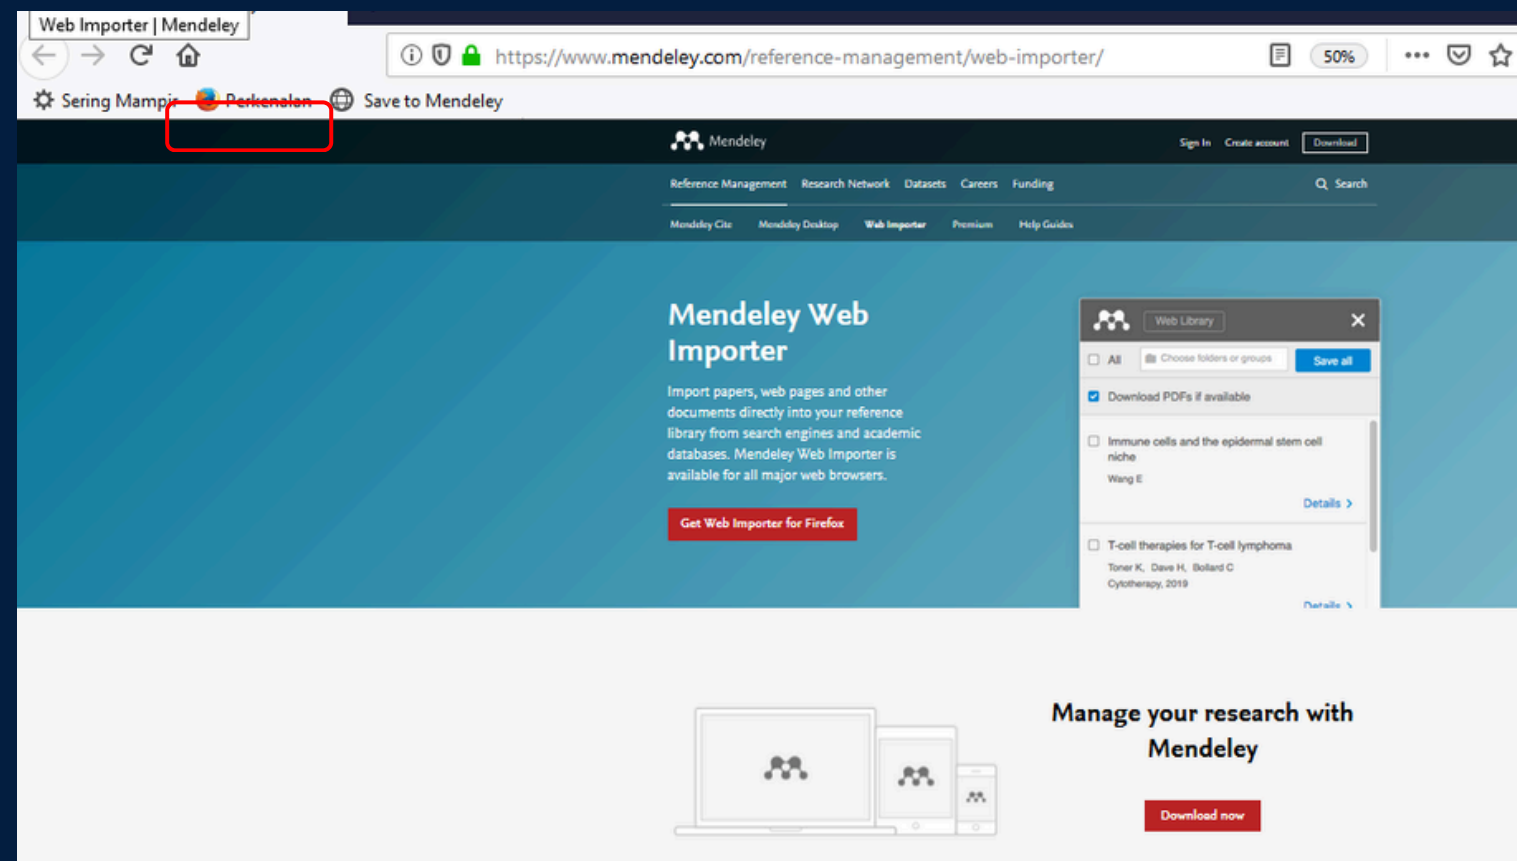 Web Importer | Mendeley
https://www.mendeley.com/reference-management/web-importer/
50%
Sering Mampir Perkenalan Save to Mendeley
Mendeley
Sign In Create account Download
Reference Management Research Network Datasets Careers Funding
Search
Mendeley Cite Mendeley Desktop Web Importer Premium Help Guides
Mendeley Web
Importer
Import papers, web pages and other
documents directly into your reference
library from search engines and academic
databases. Mendeley Web Importer is
available for all major web browsers.
Get Web Importer for Firefox
Web Library
All Choose folders or groups Save all
Download PDFs if available
Immune cells and the epidermal stem cell
niche
Wang E
Details >
T-cell therapies for T-cell lymphoma
Toner K, Dave H, Bollard C
Cytotherapy, 2019
Details >
Manage your research with
Mendeley
Download now